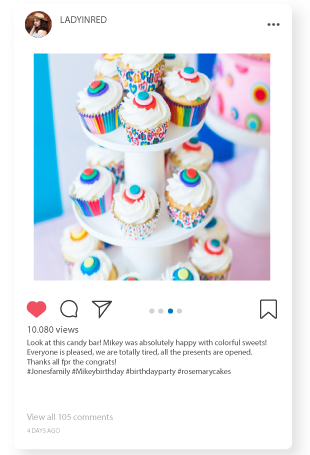 LADYINRED
10.080 views
Look at this candy bar! Mikey was absolutely happy with colorful sweets!
Everyone is pleased, we are totally tired, all the presents are opened.
Thanks all fpr the congrats!
#Jonesfamily #Mikeybirthday #birthdayparty #rosemarycakes
View all 105 comments
4 DAYS AGO